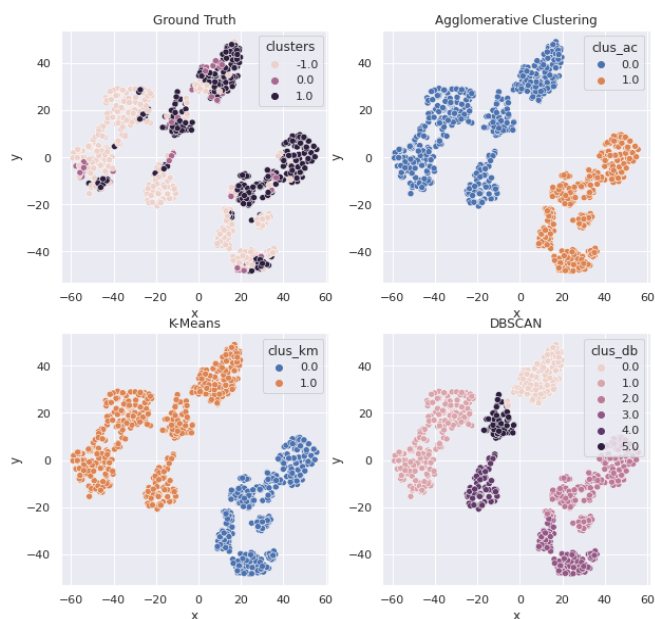 Ground Truth
clusters
-1.0
0.0
1.0
40
20
0
−20
−40
y
−60 −40 −20 0 20 40 60
x
Agglomerative Clustering
clus_ac
0.0
1.0
40
20
0
−20
−40
y
−60 −40 −20 0 20 40 60
x
K-Means
clus_km
0.0
1.0
40
20
0
−20
−40
y
−60 −40 −20 0 20 40 60
x
DBSCAN
clus_db
0.0
1.0
2.0
3.0
4.0
5.0
40
20
0
−20
−40
y
−60 −40 −20 0 20 40 60
x